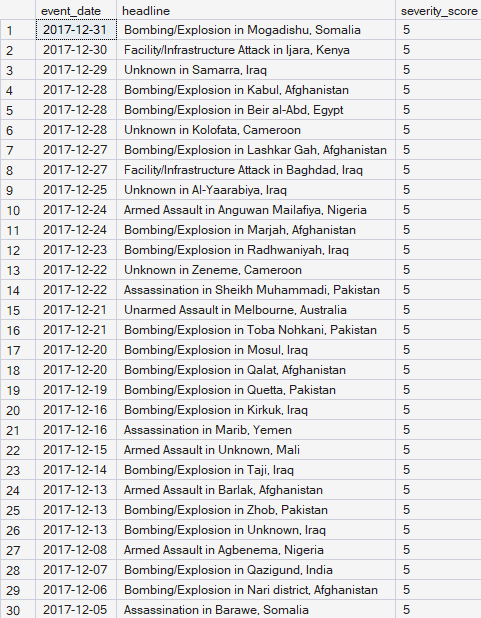 event_date headline severity_score
1 2017-12-31 Bombing/Explosion in Mogadishu, Somalia 5
2 2017-12-30 Facility/Infrastructure Attack in Ijara, Kenya 5
3 2017-12-29 Unknown in Samarra, Iraq 5
4 2017-12-28 Bombing/Explosion in Kabul, Afghanistan 5
5 2017-12-28 Bombing/Explosion in Beir al-Abd, Egypt 5
6 2017-12-28 Unknown in Kolofata, Cameroon 5
7 2017-12-27 Bombing/Explosion in Lashkar Gah, Afghanistan 5
8 2017-12-27 Facility/Infrastructure Attack in Baghdad, Iraq 5
9 2017-12-25 Unknown in Al-Yaarabiya, Iraq 5
10 2017-12-24 Armed Assault in Anguwan Mailafiya, Nigeria 5
11 2017-12-24 Bombing/Explosion in Marjah, Afghanistan 5
12 2017-12-23 Bombing/Explosion in Radhwaniyah, Iraq 5
13 2017-12-22 Unknown in Zeneme, Cameroon 5
14 2017-12-22 Assassination in Sheikh Muhammadi, Pakistan 5
15 2017-12-21 Unarmed Assault in Melbourne, Australia 5
16 2017-12-21 Bombing/Explosion in Toba Nohkani, Pakistan 5
17 2017-12-20 Bombing/Explosion in Mosul, Iraq 5
18 2017-12-20 Bombing/Explosion in Qalat, Afghanistan 5
19 2017-12-19 Bombing/Explosion in Quetta, Pakistan 5
20 2017-12-16 Bombing/Explosion in Kirkuk, Iraq 5
21 2017-12-16 Assassination in Marib, Yemen 5
22 2017-12-15 Armed Assault in Unknown, Mali 5
23 2017-12-14 Bombing/Explosion in Taji, Iraq 5
24 2017-12-13 Armed Assault in Barlak, Afghanistan 5
25 2017-12-13 Bombing/Explosion in Zhob, Pakistan 5
26 2017-12-13 Bombing/Explosion in Unknown, Iraq 5
27 2017-12-08 Armed Assault in Agbenema, Nigeria 5
28 2017-12-07 Bombing/Explosion in Qazigund, India 5
29 2017-12-06 Bombing/Explosion in Nari district, Afghanistan 5
30 2017-12-05 Assassination in Barawe, Somalia 5